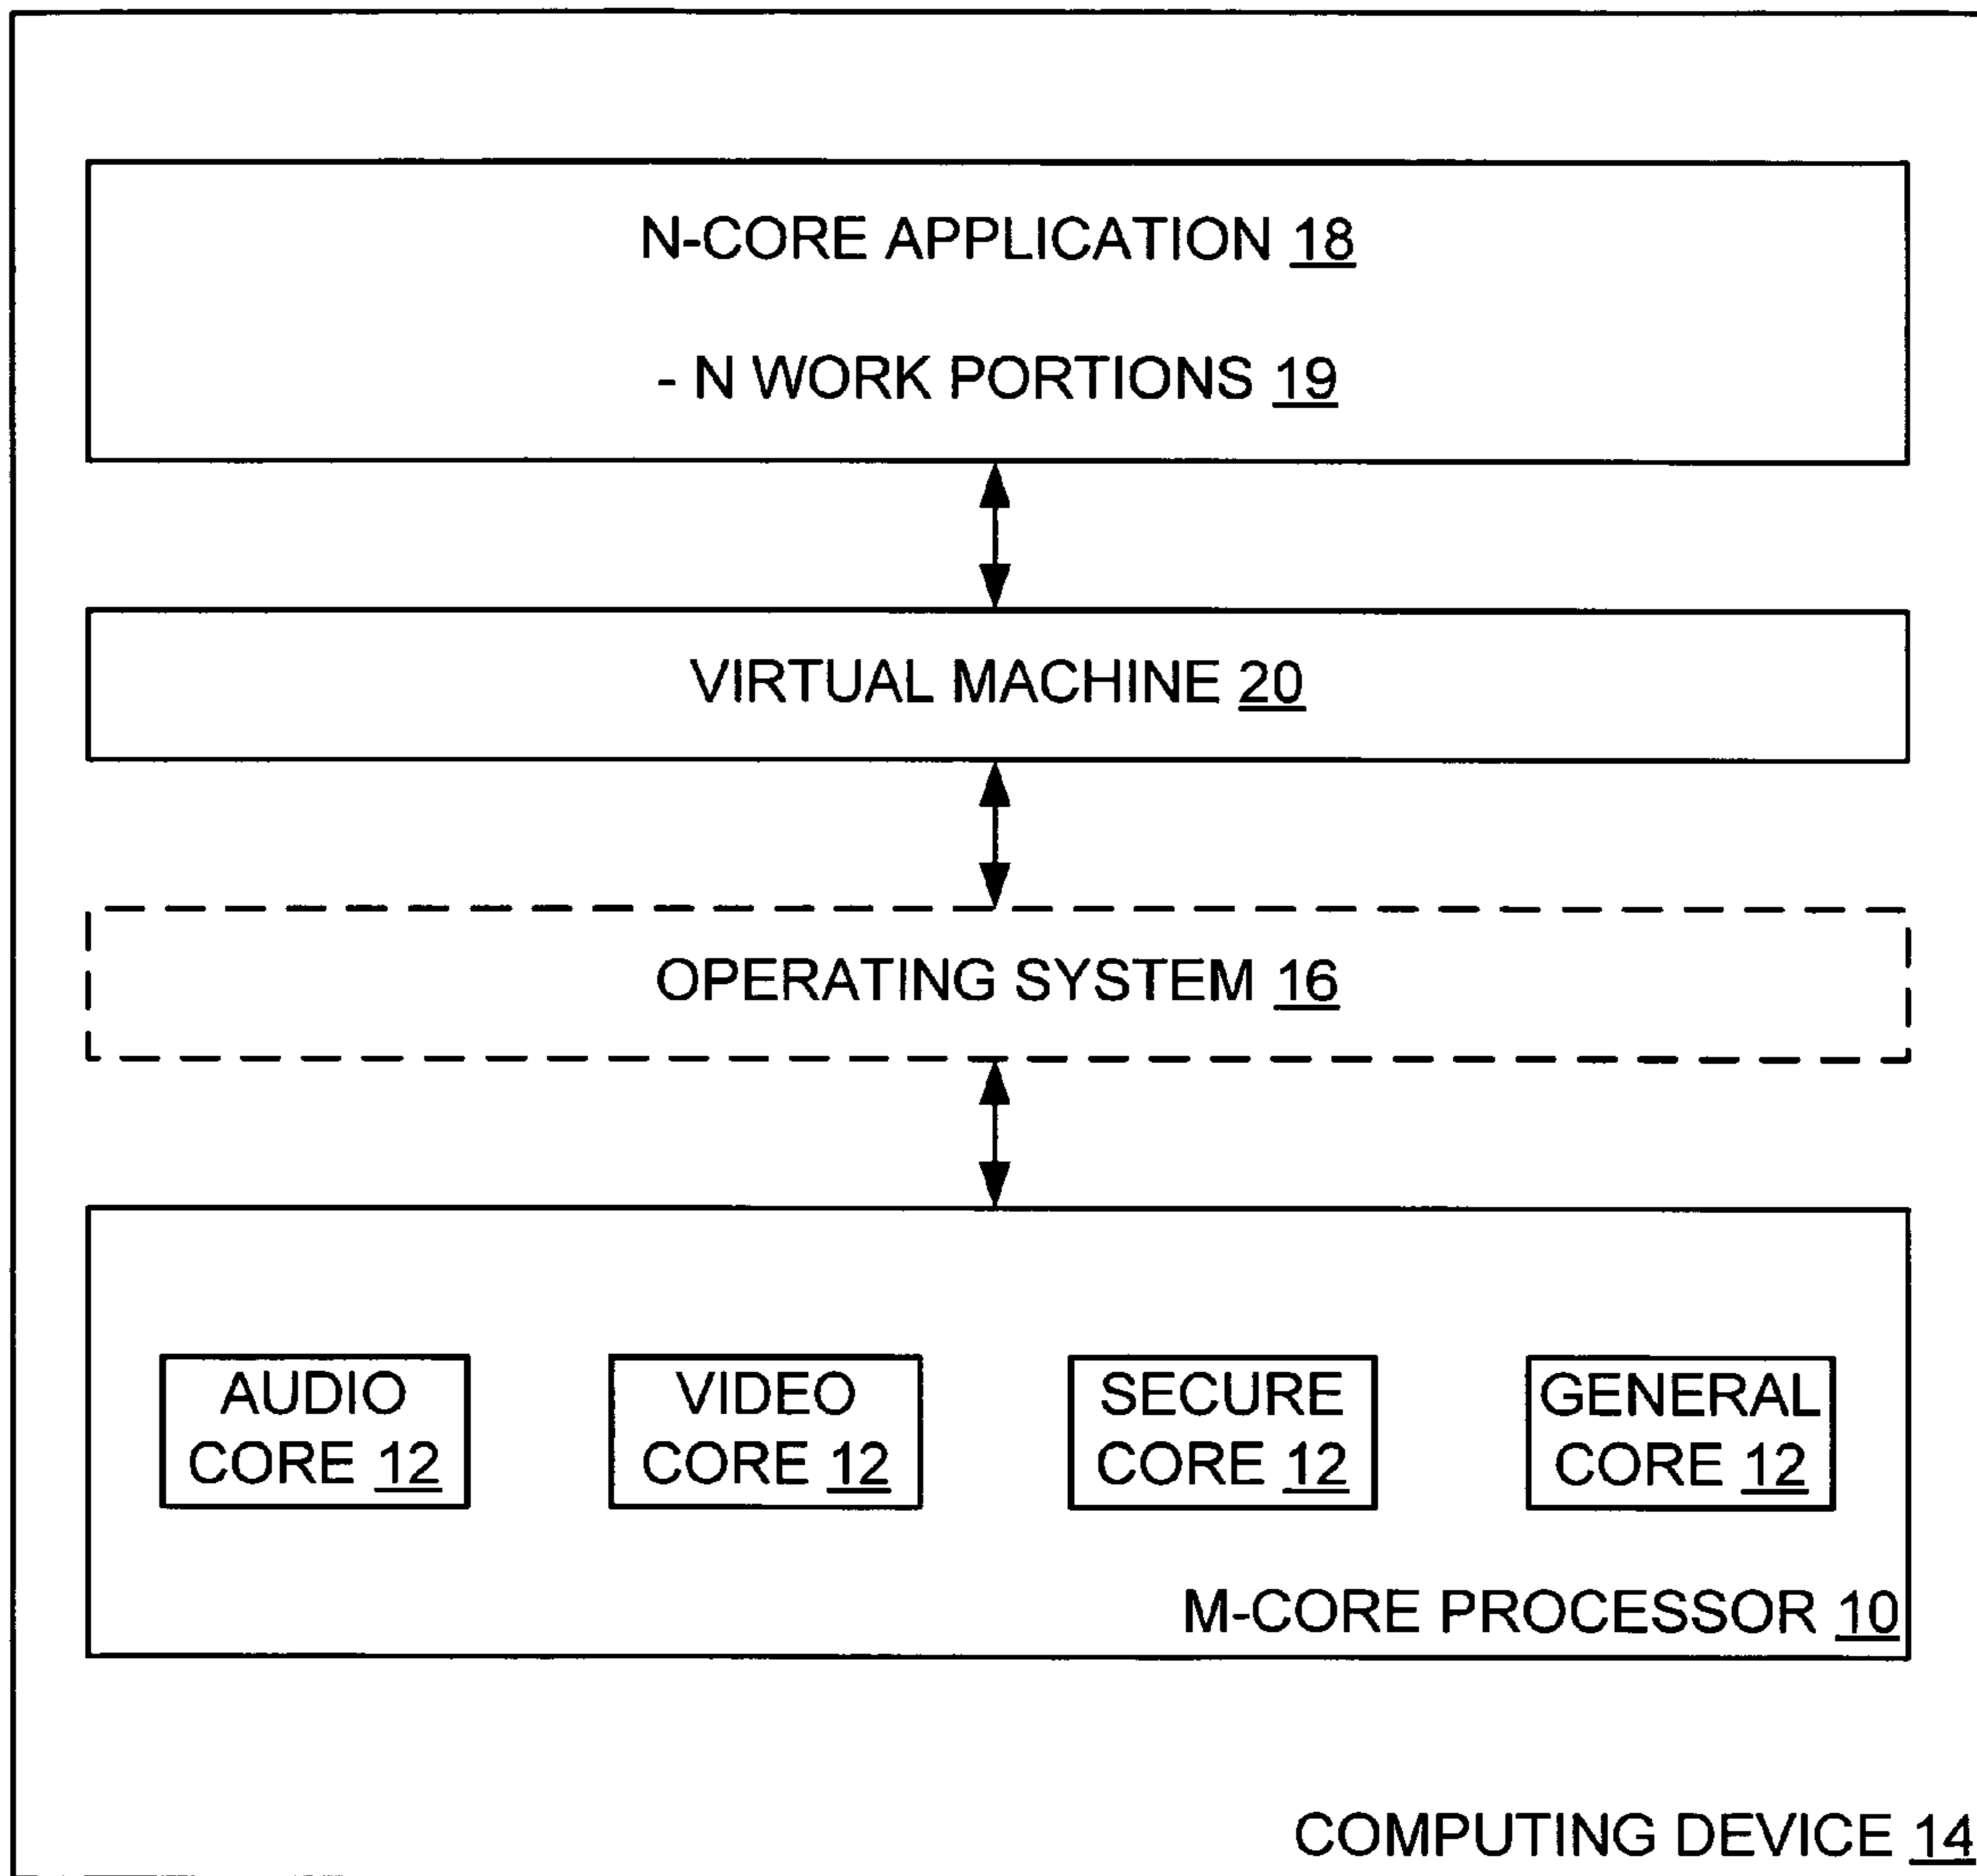 N-CORE APPLICATION 18
- N WORK PORTIONS 19
VIRTUAL MACHINE 20
OPERATING SYSTEM 16
AUDIO
CORE 12
VIDEO
CORE 12
SECURE
CORE 12
GENERAL
CORE 12
M-CORE PROCESSOR 10
COMPUTING DEVICE 14